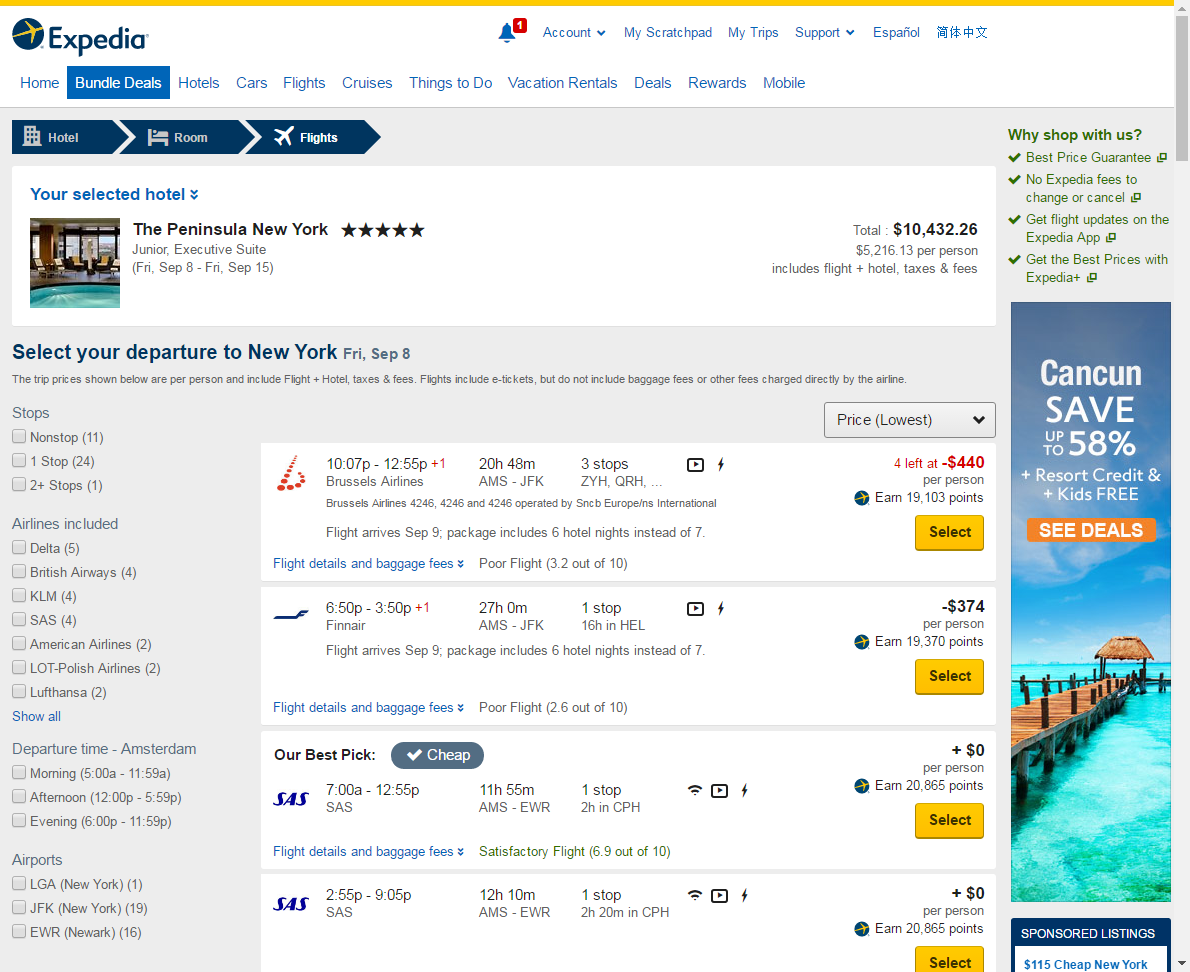 Expedia
1
Account
My Scratchpad
My Trips
Support
Español
简体中文
Home
Bundle Deals
Hotels
Cars
Flights
Cruises
Things to Do
Vacation Rentals
Deals
Rewards
Mobile
Hotel
Room
Flights
Your selected hotel
The Peninsula New York
Junior, Executive Suite
(Fri, Sep 8 - Fri, Sep 15)
Total : $10,432.26
$5,216.13 per person
includes flight + hotel, taxes & fees
Select your departure to New York Fri, Sep 8
The trip prices shown below are per person and include Flight + Hotel, taxes & fees. Flights include e-tickets, but do not include baggage fees or other fees charged directly by the airline.
Stops
Nonstop (11)
1 Stop (24)
2+ Stops (1)
Airlines included
Delta (5)
British Airways (4)
KLM (4)
SAS (4)
American Airlines (2)
LOT-Polish Airlines (2)
Lufthansa (2)
Show all
Departure time - Amsterdam
Morning (5:00a - 11:59a)
Afternoon (12:00p - 5:59p)
Evening (6:00p - 11:59p)
Airports
LGA (New York) (1)
JFK (New York) (19)
EWR (Newark) (16)
Price (Lowest)
10:07p - 12:55p +1
Brussels Airlines
20h 48m
AMS - JFK
3 stops
ZYH, QRH, ...
Brussels Airlines 4246, 4246 and 4246 operated by Sncb Europe/ns International
Flight arrives Sep 9; package includes 6 hotel nights instead of 7.
Flight details and baggage fees
Poor Flight (3.2 out of 10)
4 left at -$440
per person
Earn 19,103 points
Select
6:50p - 3:50p +1
Finnair
27h 0m
AMS - JFK
1 stop
16h in HEL
Flight arrives Sep 9; package includes 6 hotel nights instead of 7.
Flight details and baggage fees
Poor Flight (2.6 out of 10)
-$374
per person
Earn 19,370 points
Select
Our Best Pick:
Cheap
SAS
7:00a - 12:55p
SAS
11h 55m
AMS - EWR
1 stop
2h in CPH
Flight details and baggage fees
Satisfactory Flight (6.9 out of 10)
+ $0
per person
Earn 20,865 points
Select
SAS
2:55p - 9:05p
SAS
12h 10m
AMS - EWR
1 stop
2h 20m in CPH
+ $0
per person
Earn 20,865 points
Select
Why shop with us?
Best Price Guarantee
No Expedia fees to
change or cancel
Get flight updates on the
Expedia App
Get the Best Prices with
Expedia+
Cancun
SAVE
UP TO 58%
+ Resort Credit &
+ Kids FREE
SEE DEALS
SPONSORED LISTINGS
$115 Cheap New York